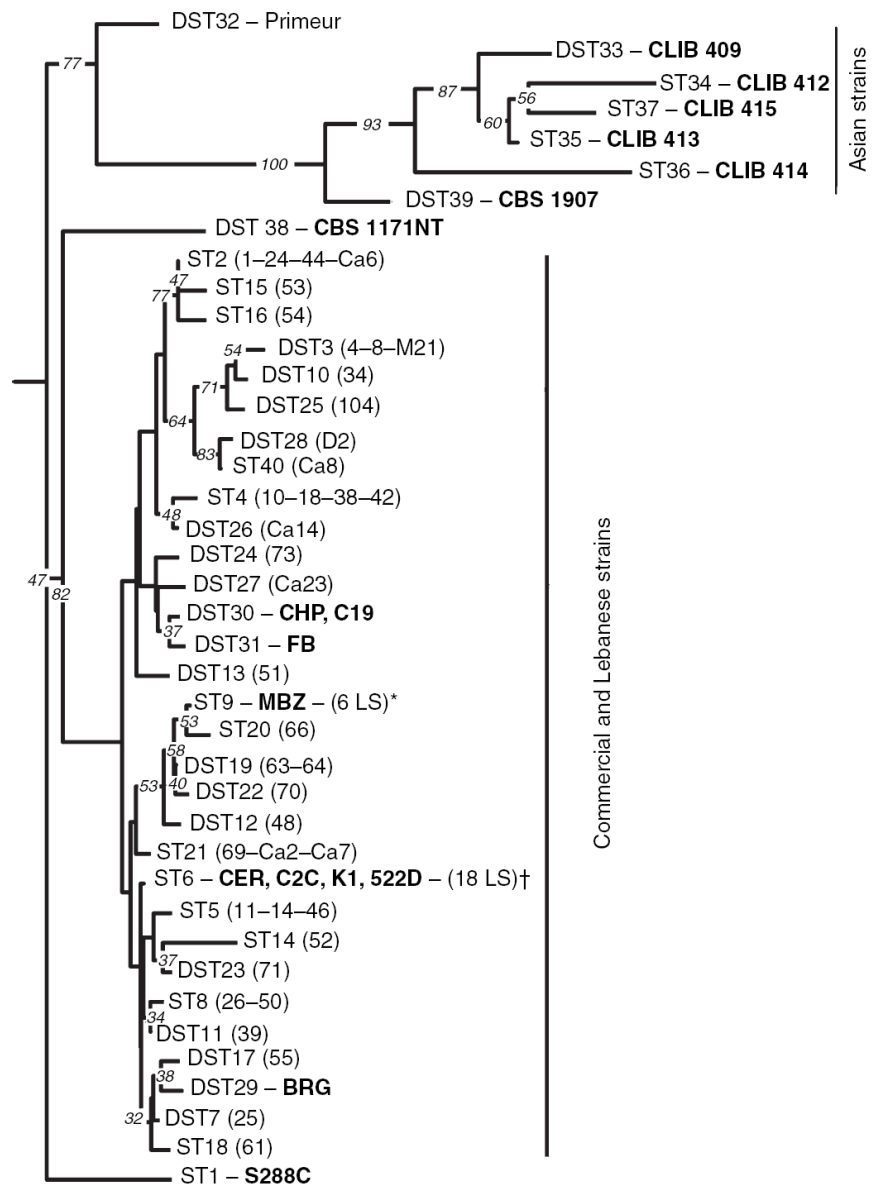 DST32 – Primeur
77
DST33 – CLIB 409
87
ST34 – CLIB 412
56
ST37 – CLIB 415
60
93
ST35 – CLIB 413
100
ST36 – CLIB 414
DST39 – CBS 1907
Asian strains
DST 38 – CBS 1171NT
ST2 (1–24–44–Ca6)
47
ST15 (53)
77
ST16 (54)
54
DST3 (4–8–M21)
DST10 (34)
71
DST25 (104)
64
DST28 (D2)
83
ST40 (Ca8)
ST4 (10–18–38–42)
48
DST26 (Ca14)
DST24 (73)
47
DST27 (Ca23)
82
DST30 – CHP, C19
37
DST31 – FB
DST13 (51)
ST9 – MBZ – (6 LS)*
53
ST20 (66)
58
DST19 (63–64)
53
40
DST22 (70)
DST12 (48)
ST21 (69–Ca2–Ca7)
ST6 – CER, C2C, K1, 522D – (18 LS)†
ST5 (11–14–46)
ST14 (52)
37
DST23 (71)
ST8 (26–50)
34
DST11 (39)
DST17 (55)
38
DST29 – BRG
32
DST7 (25)
ST18 (61)
Commercial and Lebanese strains
ST1 – S288C